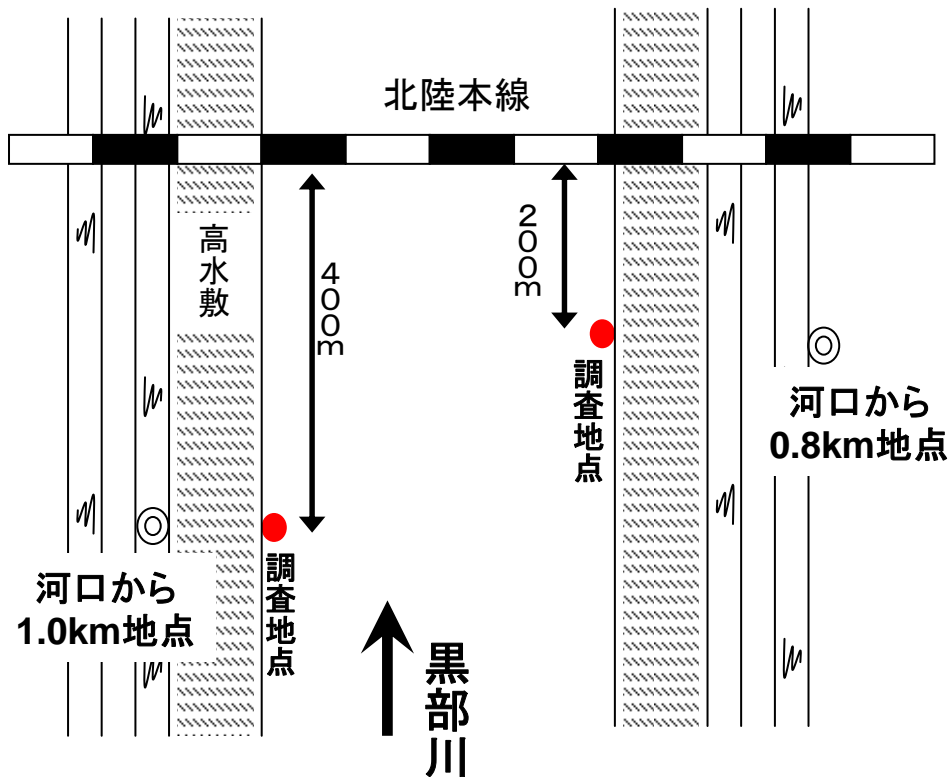 北陸本線
高水敷
400m
200m
調査地点
河口から
0.8km地点
調査地点
河口から
1.0km地点
黒部川